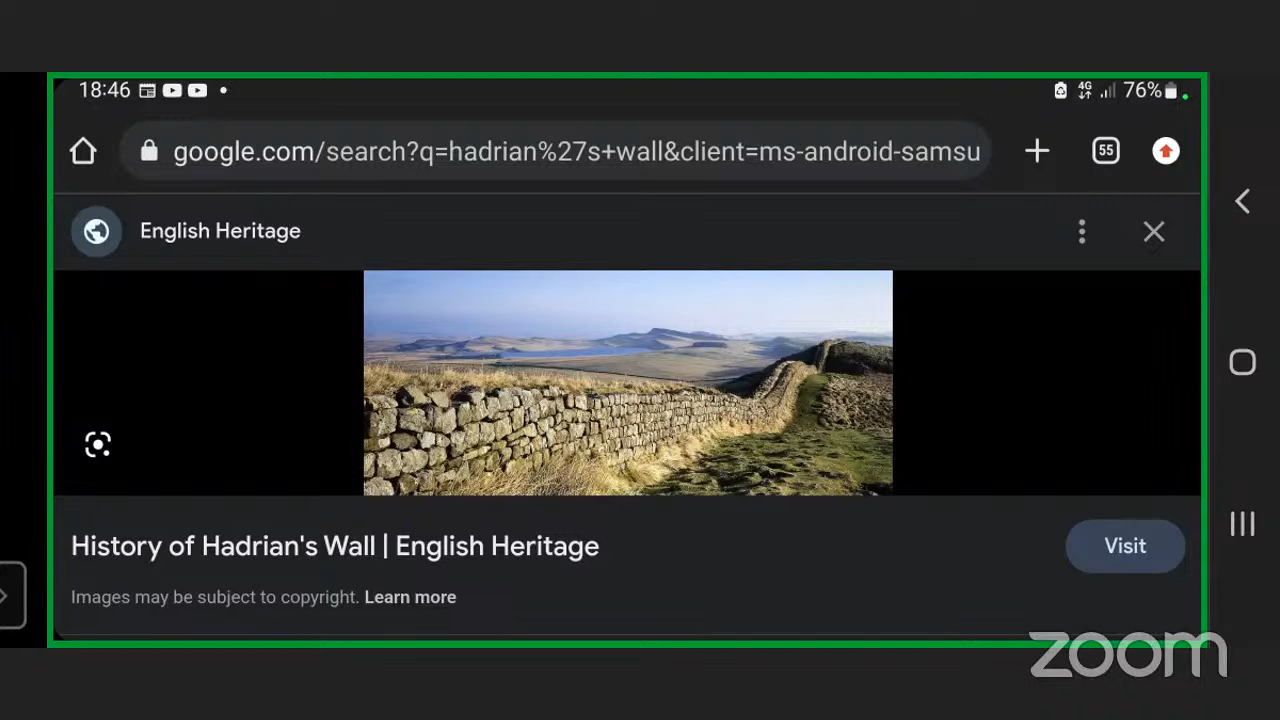 18:46
4G
76%
google.com/search?q=hadrian%27s+wall&client=ms-android-samsu
55
English Heritage
History of Hadrian's Wall | English Heritage
Visit
Images may be subject to copyright. Learn more
zoom